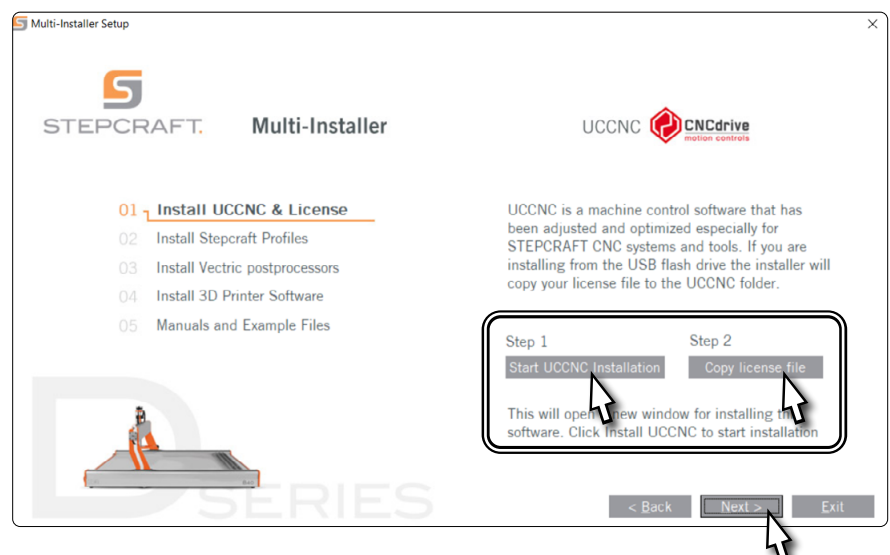 Multi-Installer Setup
STEPCRAFT.
Multi-Installer
UCCNC
CNCdrive
motion controls
01 Install UCCNC & License
02 Install Stepcraft Profiles
03 Install Vectric postprocessors
04 Install 3D Printer Software
05 Manuals and Example Files
UCCNC is a machine control software that has
been adjusted and optimized especially for
STEPCRAFT CNC systems and tools. If you are
installing from the USB flash drive the installer will
copy your license file to the UCCNC folder.
Step 1
Step 2
Start UCCNC Installation
Copy license file
This will open new window for installing
software. Click Install UCCNC to start installation
D
SERIES
< Back
Next >
Exit